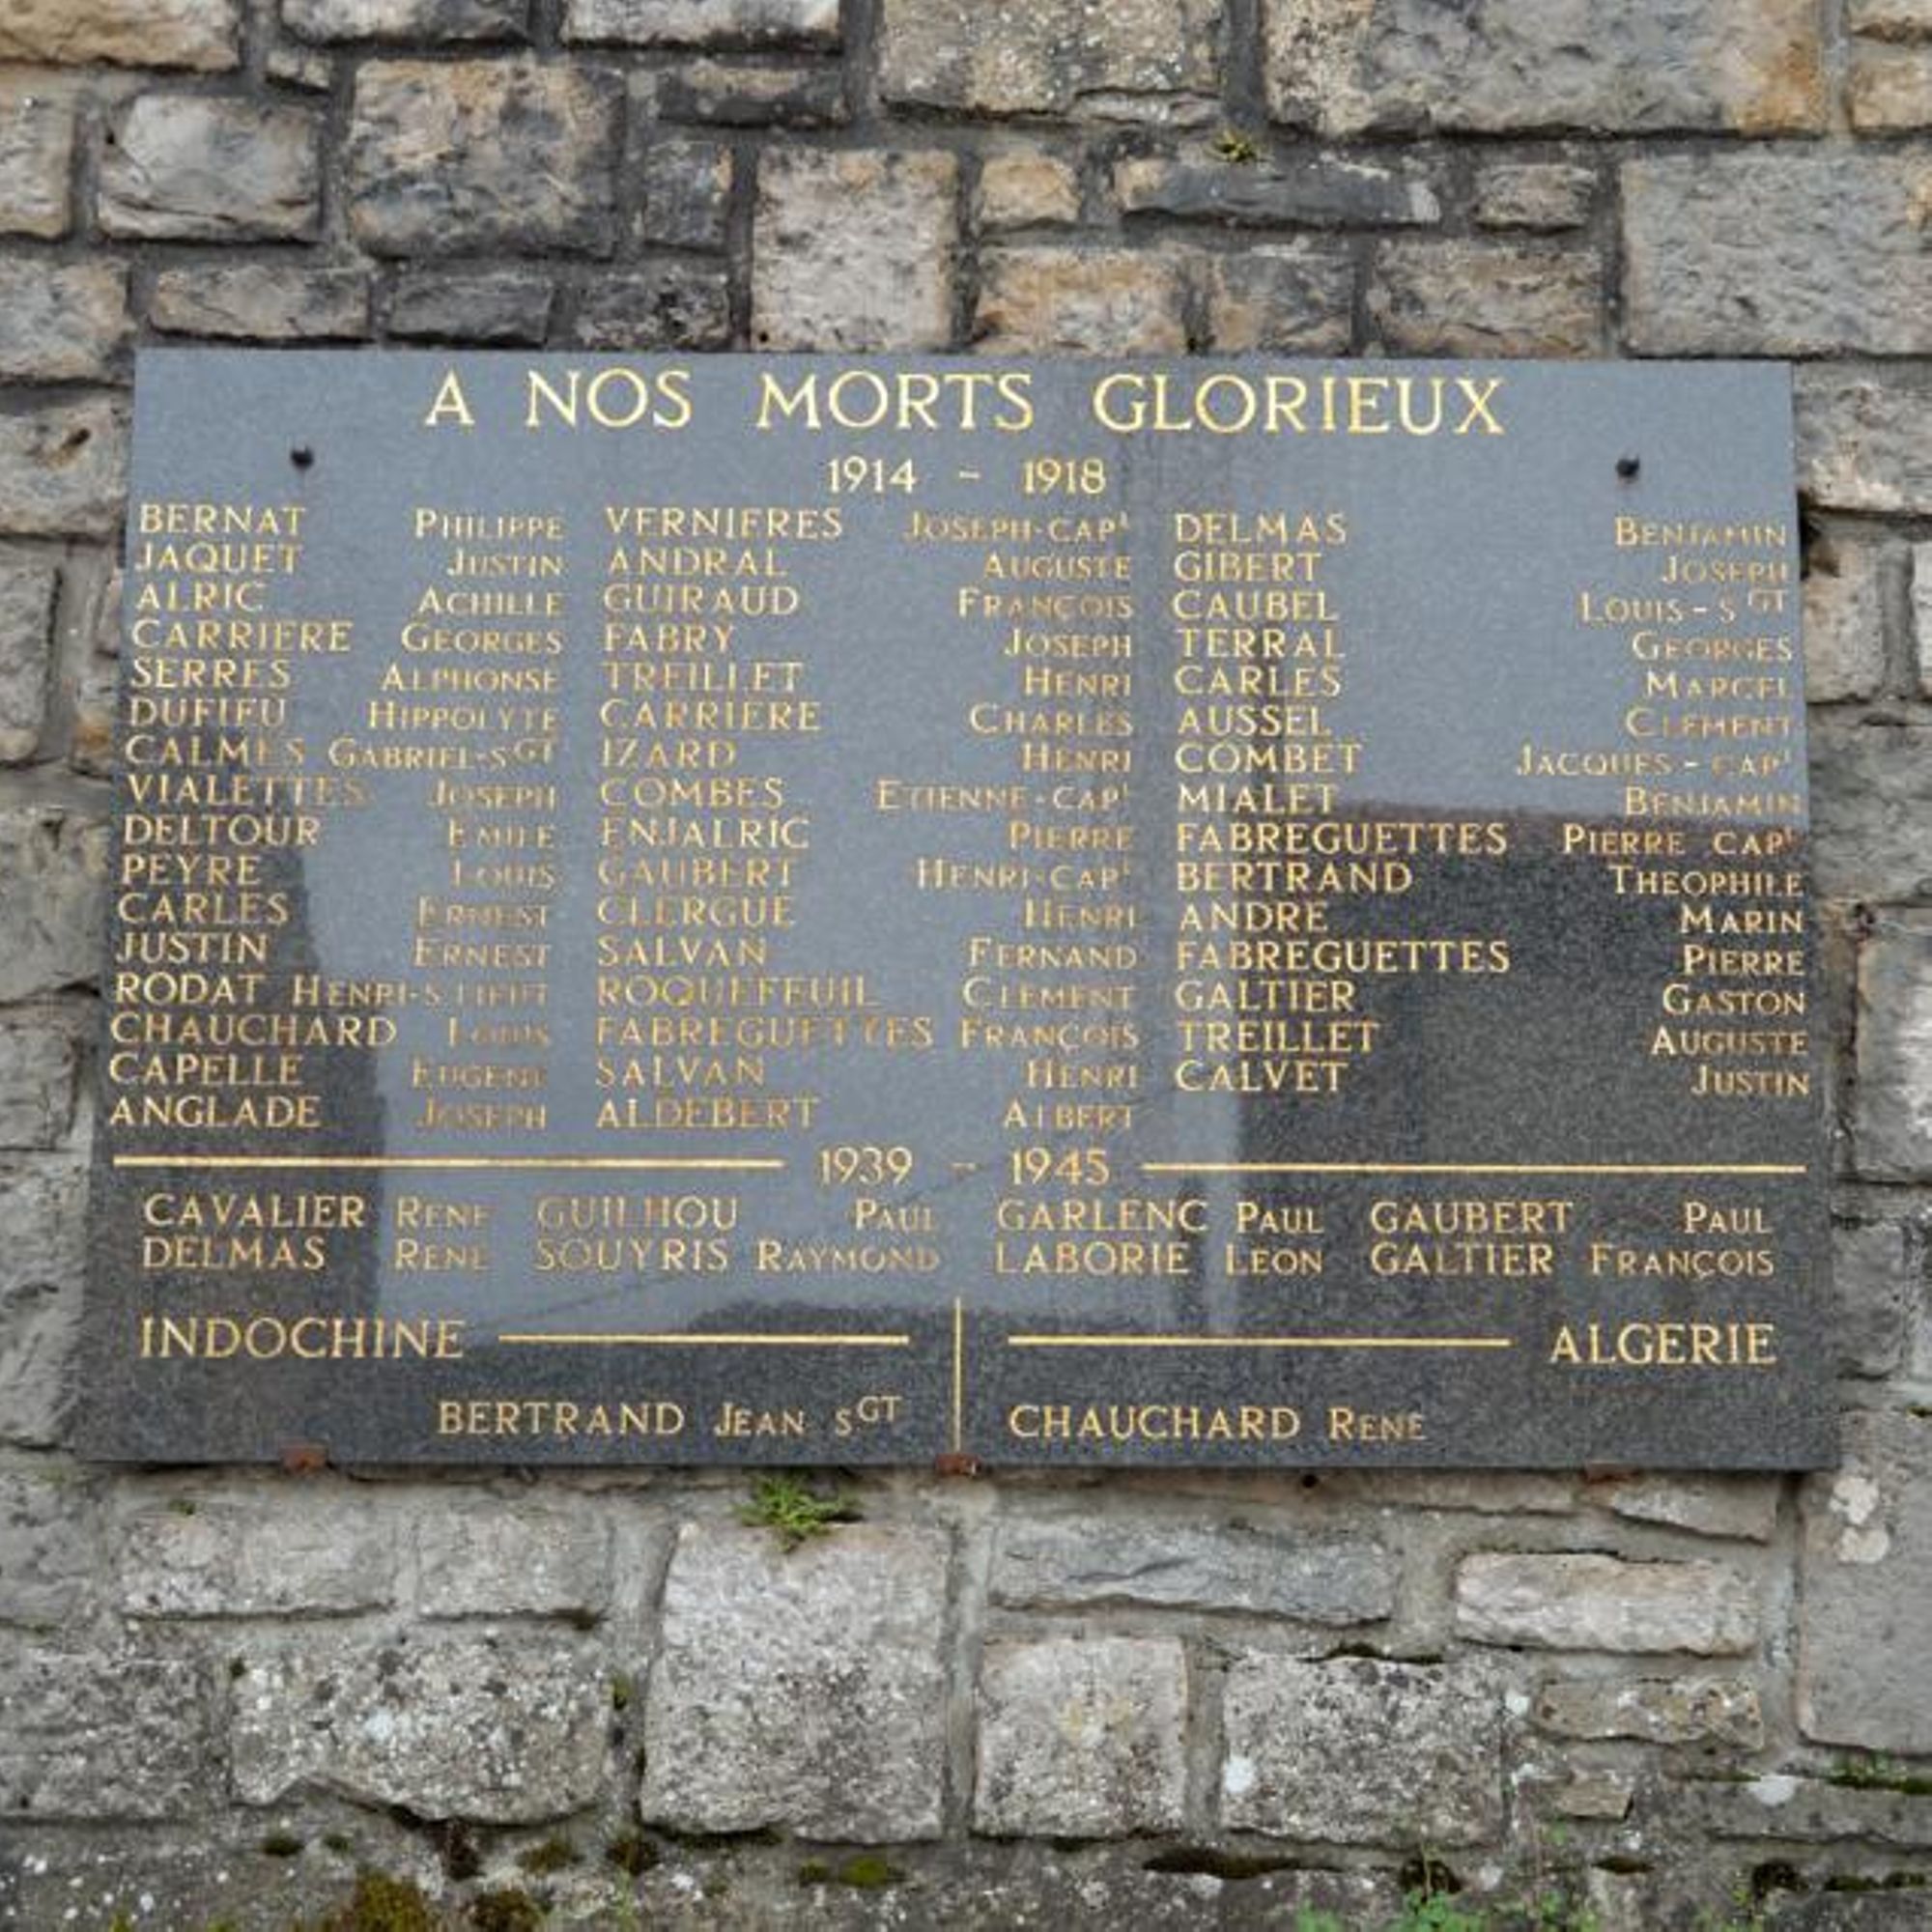 A NOS MORTS GLORIEUX
1914 - 1918
BERNAT PHILIPPE VERNIERES JOSEPH-CAPˡ DELMAS BENJAMIN
JAQUET JUSTIN ANDRAL AUGUSTE GIBERT JOSEPH
ALRIC ACHILLE GUIRAUD FRANÇOIS CAUBEL LOUIS-SGT
CARRIERE GEORGES FABRY JOSEPH TERRAL GEORGES
SERRES ALPHONSE TREILLET HENRI CARLES MARCEL
DUFIEU HIPPOLYTE CARRIERE CHARLES AUSSEL CLEMENT
CALMES GABRIEL-SGT IZARD HENRI COMBET JACQUES-CAPˡ
VIALETTES JOSEPH COMBES ETIENNE-CAPˡ MIALET BENJAMIN
DELTOUR EMILE ENJALRIC PIERRE FABREGUETTES PIERRE CAPˡ
PEYRE LOUIS GAUBERT HENRI-CAPˡ BERTRAND THEOPHILE
CARLES ERNEST CLERGUE HENRI ANDRE MARIN
JUSTIN ERNEST SALVAN FERNAND FABREGUETTES PIERRE
RODAT HENRI-S LIEUT ROQUEFEUIL CLEMENT GALTIER GASTON
CHAUCHARD LOUIS FABREGUETTES FRANÇOIS TREILLET AUGUSTE
CAPELLE EUGENE SALVAN HENRI CALVET JUSTIN
ANGLADE JOSEPH ALDEBERT ALBERT
1939 - 1945
CAVALIER RENE GUILHOU PAUL GARLENC PAUL GAUBERT PAUL
DELMAS RENE SOUYRIS RAYMOND LABORIE LEON GALTIER FRANÇOIS
INDOCHINE ALGERIE
BERTRAND JEAN SGT CHAUCHARD RENE